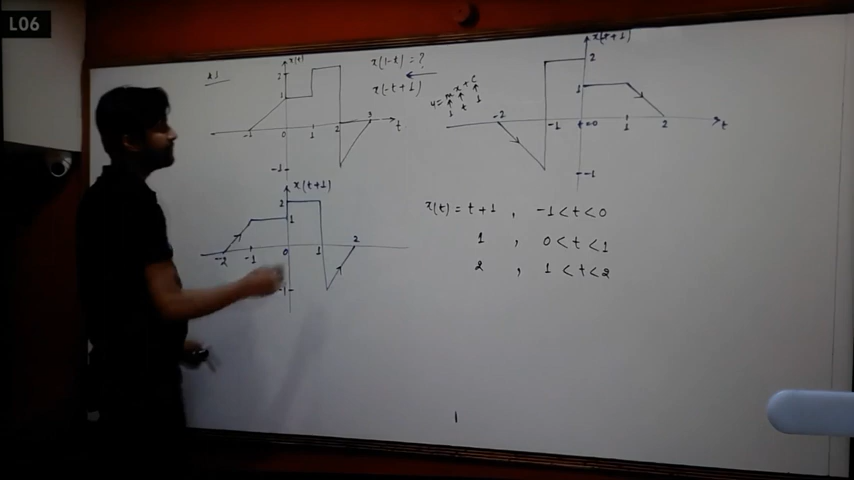 L06
x(t)
x(1-t) = ?
x(-t+1)
2
1
-1 0 1 2 3 t
-1
x(-t+1)
2
1
-2 -1 t=0 1 2 t
-1
x(t+1)
2
1
-2 -1 0 1 2
-1
x(t) = t+1 , -1<t<0
1 , 0<t<1
2 , 1<t<2